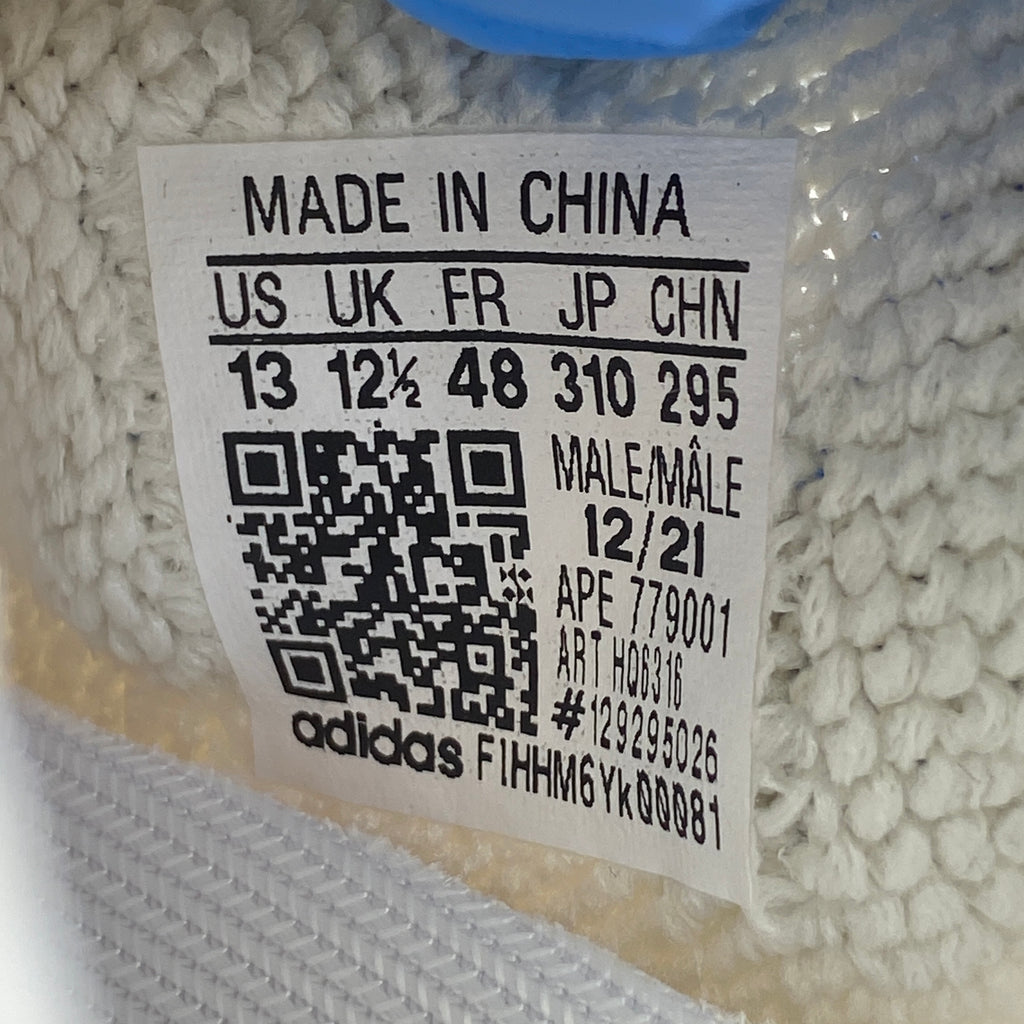 MADE IN CHINA
US UK FR JP CHN
13 12½ 48 310 295
MALE/MÂLE
12/21
APE 779001
ART HQ6316
#129295026
adidas F1HHM6YK00081